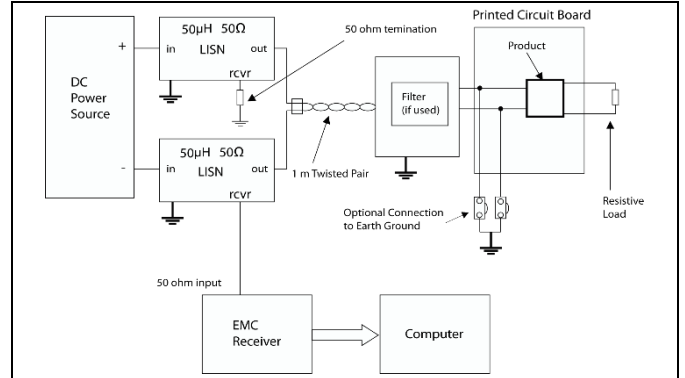 Printed Circuit Board
50µH 50Ω
in
out
LISN
rcvr
50 ohm temination
Product
+
DC
Power
Source
-
Filter
(if used)
50µH 50Ω
in
out
LISN
rcvr
1 m Twisted Pair
Optional Connection
to Earth Ground
Resistive
Load
50 ohm input
EMC
Receiver
Computer